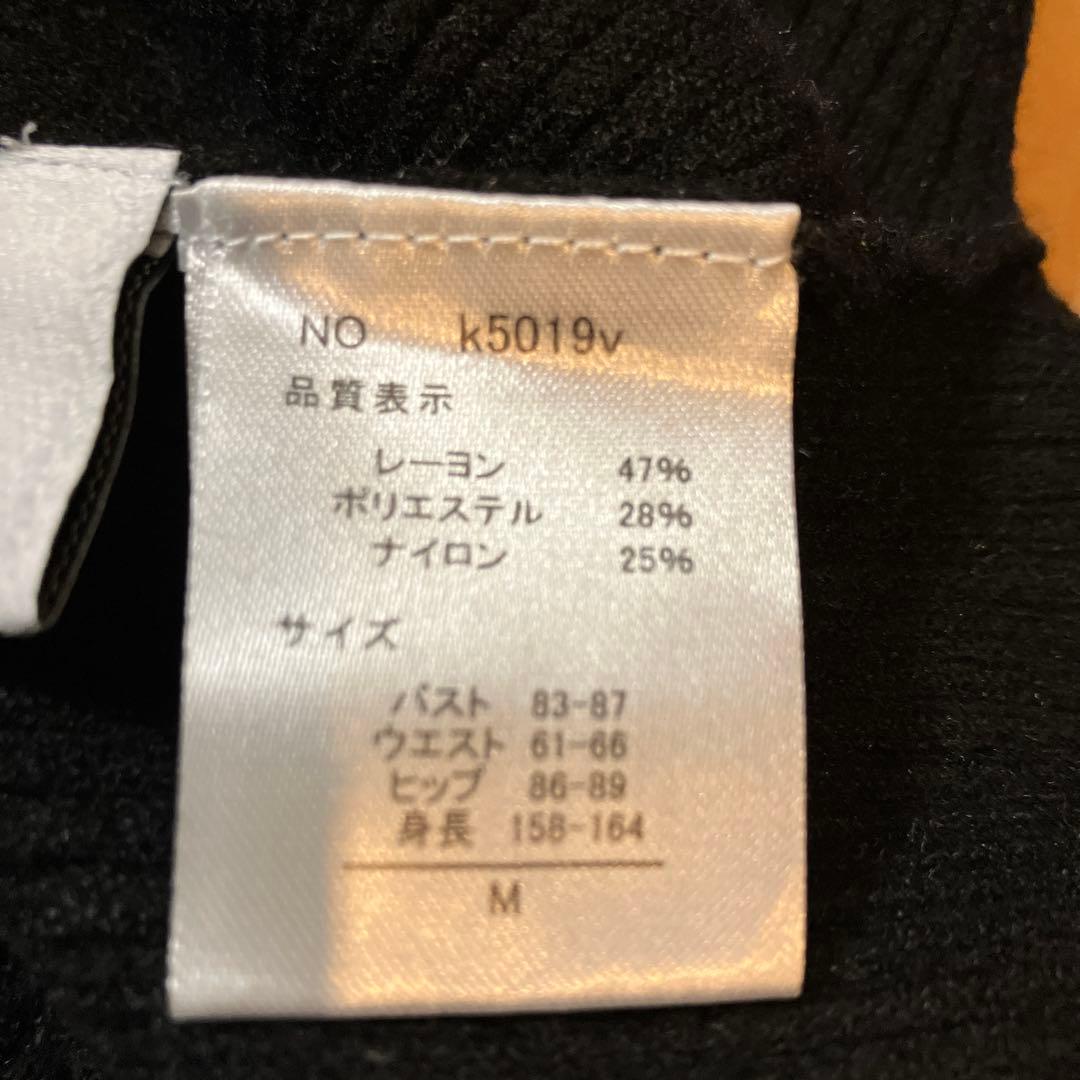 NO k5019v
品質表示
レーヨン 47%
ポリエステル 28%
ナイロン 25%
サイズ
バスト 83-87
ウエスト 61-66
ヒップ 86-89
身長 158-164
M